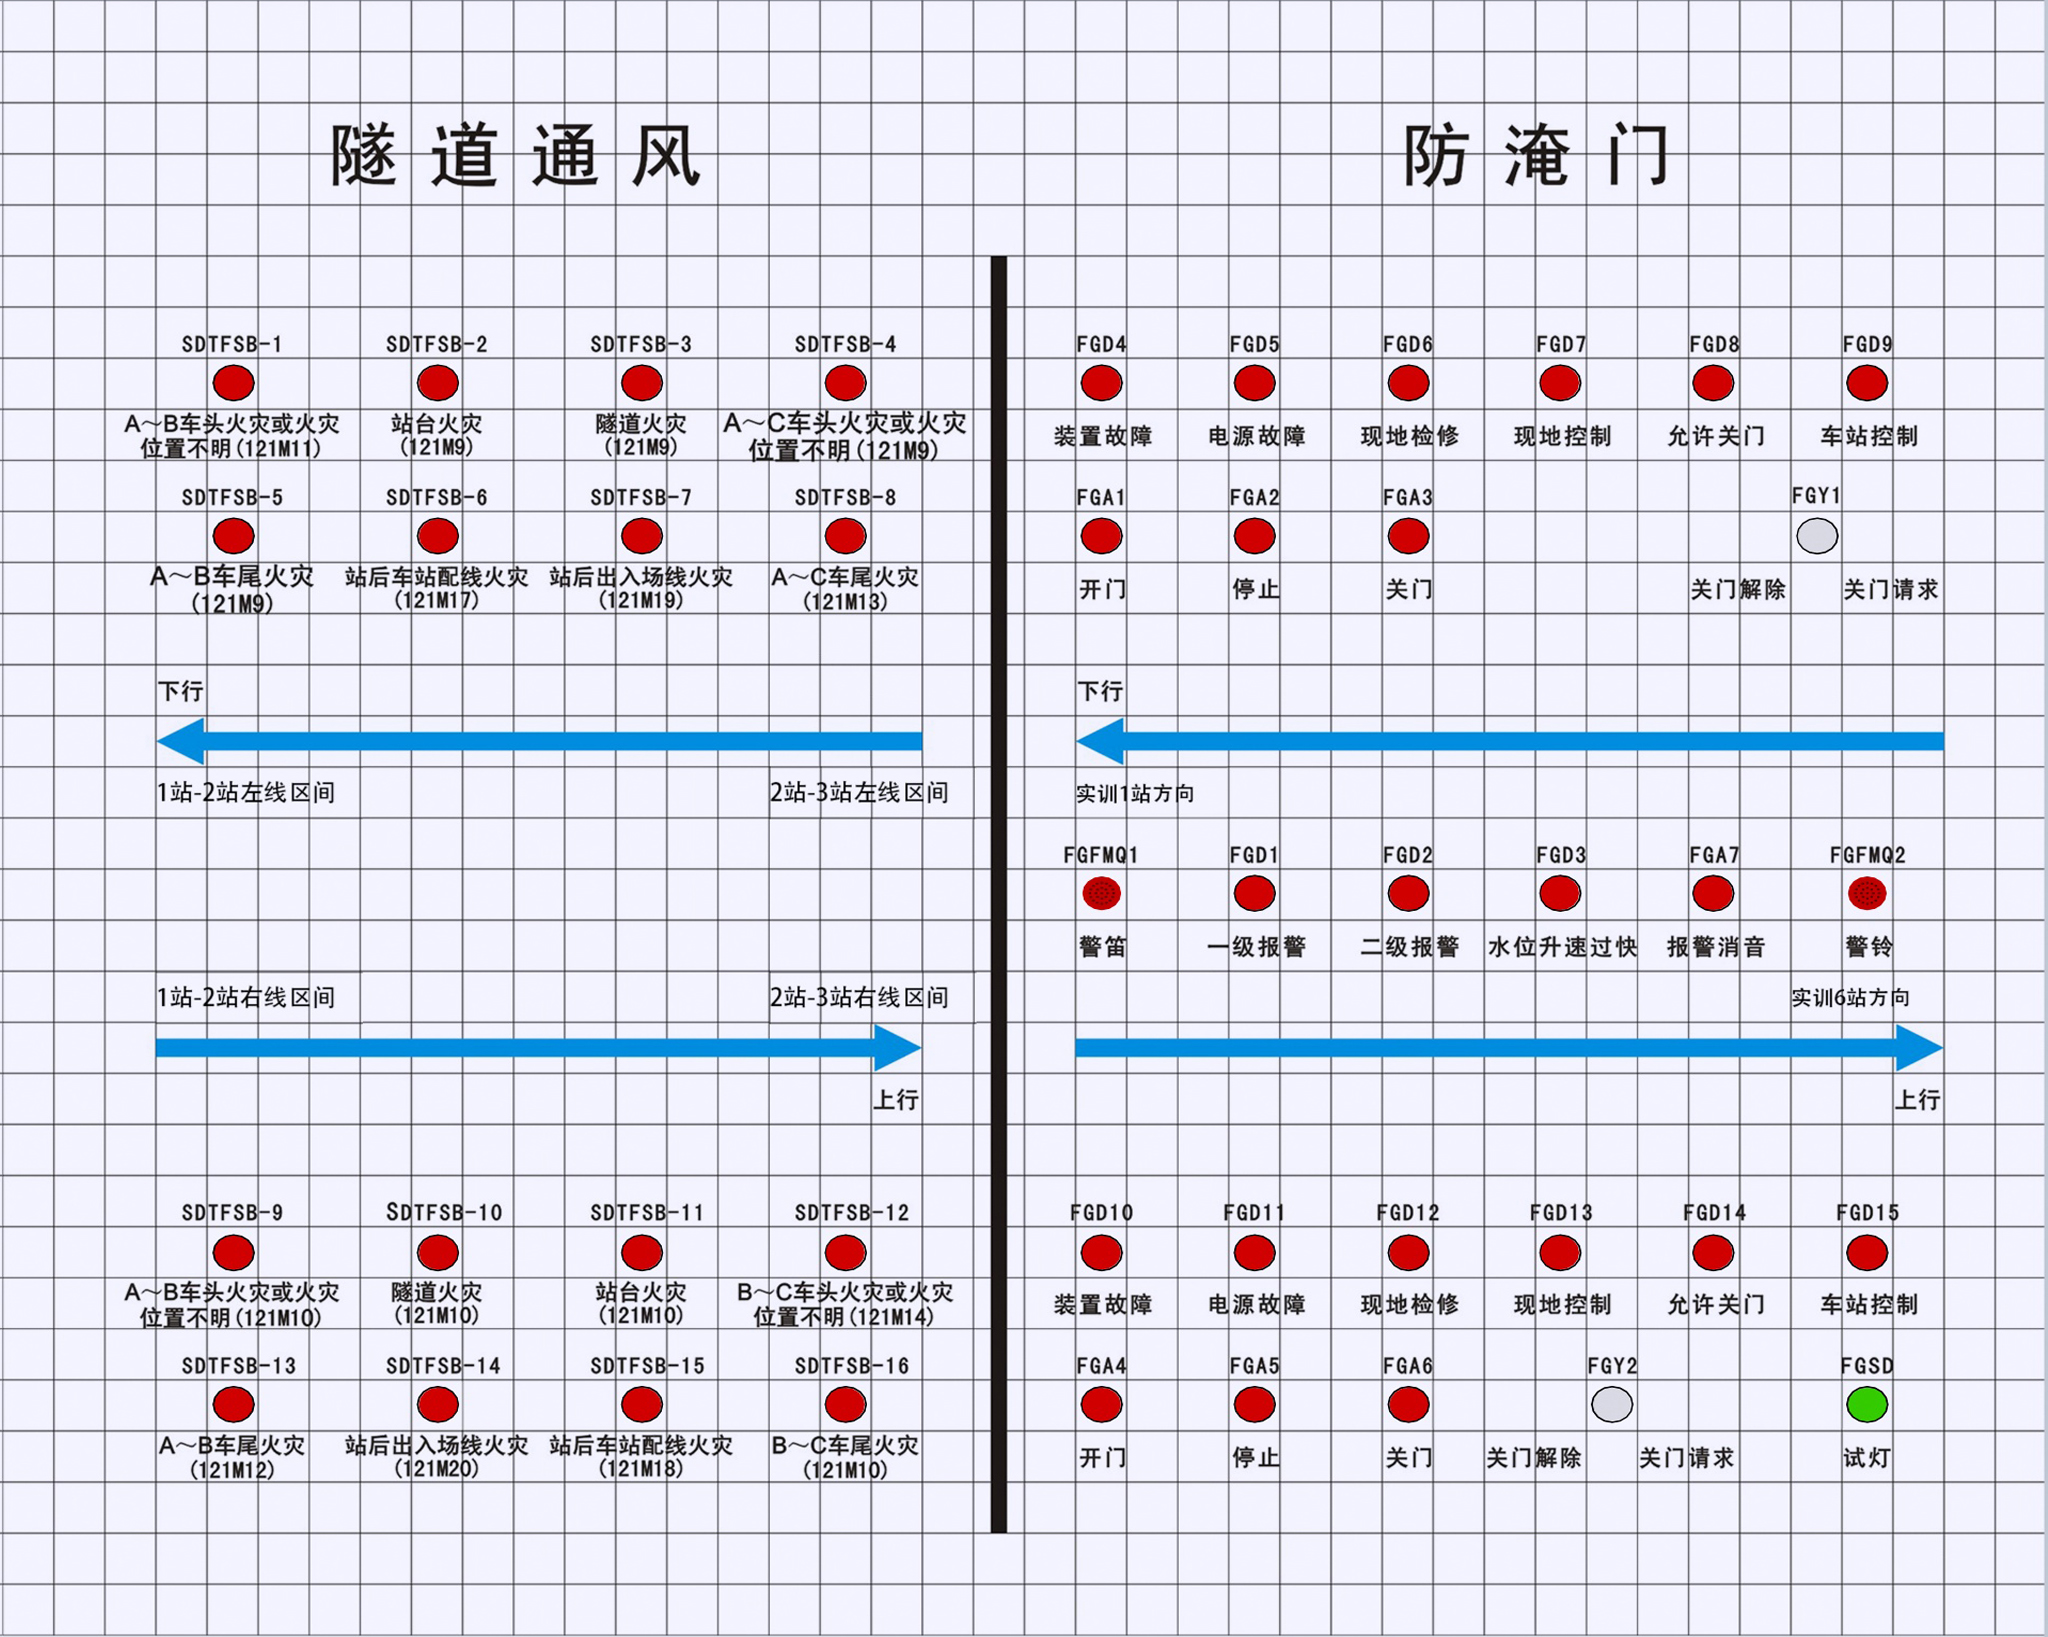 隧道通风
防淹门
SDTFSB-1 SDTFSB-2 SDTFSB-3 SDTFSB-4
A～B车头火灾或火灾 站台火灾 隧道火灾 A～C车头火灾或火灾
位置不明(121M11) (121M9) (121M9) 位置不明(121M9)
SDTFSB-5 SDTFSB-6 SDTFSB-7 SDTFSB-8
A～B车尾火灾 站后车站配线火灾 站后出入场线火灾 A～C车尾火灾
(121M9) (121M17) (121M19) (121M13)
下行
1站-2站左线区间 2站-3站左线区间
1站-2站右线区间 2站-3站右线区间
上行
SDTFSB-9 SDTFSB-10 SDTFSB-11 SDTFSB-12
A～B车头火灾或火灾 隧道火灾 站台火灾 B～C车头火灾或火灾
位置不明(121M10) (121M10) (121M10) 位置不明(121M14)
SDTFSB-13 SDTFSB-14 SDTFSB-15 SDTFSB-16
A～B车尾火灾 站后出入场线火灾 站后车站配线火灾 B～C车尾火灾
(121M12) (121M20) (121M18) (121M10)
FGD4 FGD5 FGD6 FGD7 FGD8 FGD9
装置故障 电源故障 现地检修 现地控制 允许关门 车站控制
FGA1 FGA2 FGA3 FGY1
开门 停止 关门 关门解除 关门请求
下行
实训1站方向
FGFMQ1 FGD1 FGD2 FGD3 FGA7 FGFMQ2
警笛 一级报警 二级报警 水位升速过快 报警消音 警铃
实训6站方向
上行
FGD10 FGD11 FGD12 FGD13 FGD14 FGD15
装置故障 电源故障 现地检修 现地控制 允许关门 车站控制
FGA4 FGA5 FGA6 FGY2 FGSD
开门 停止 关门 关门解除 关门请求 试灯